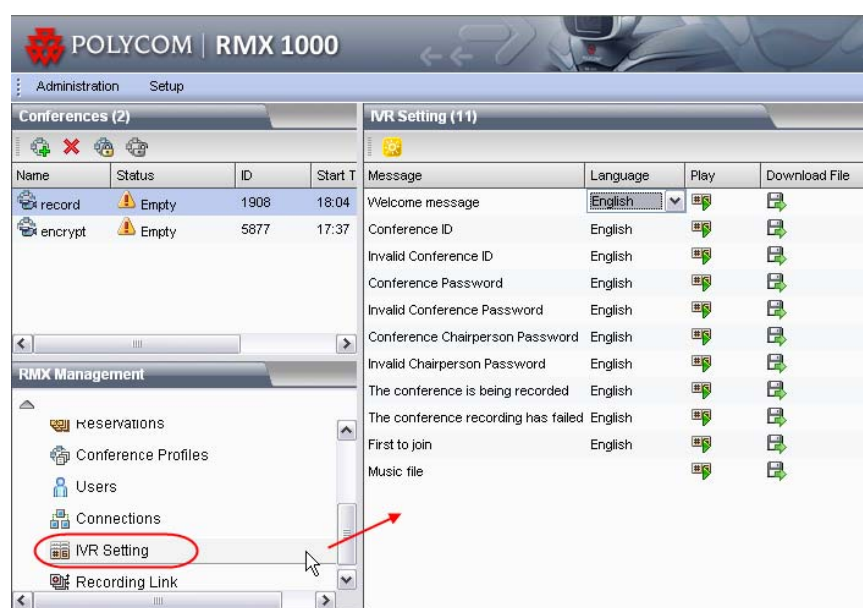 POLYCOM | RMX 1000
Administration Setup
Conferences (2)
Name Status ID Start T
record Empty 1908 18:04
encrypt Empty 5877 17:37
RMX Management
Reservations
Conference Profiles
Users
Connections
IVR Setting
Recording Link
IVR Setting (11)
Message Language Play Download File
Welcome message English
Conference ID English
Invalid Conference ID English
Conference Password English
Invalid Conference Password English
Conference Chairperson Password English
Invalid Chairperson Password English
The conference is being recorded English
The conference recording has failed English
First to join English
Music file